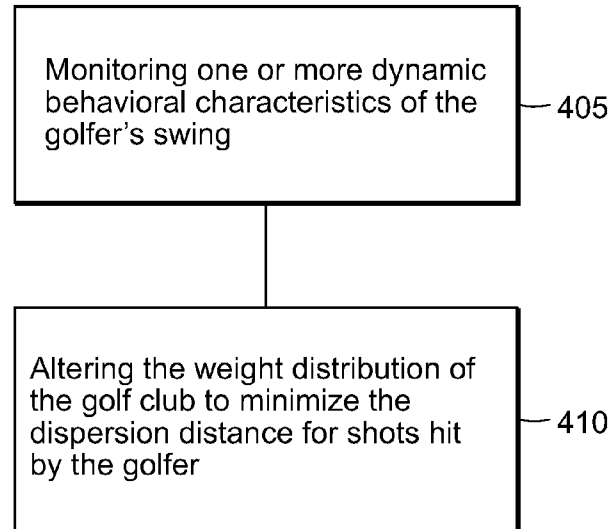 Monitoring one or more dynamic
behavioral characteristics of the
golfer's swing
405
Altering the weight distribution of
the golf club to minimize the
dispersion distance for shots hit
by the golfer
410